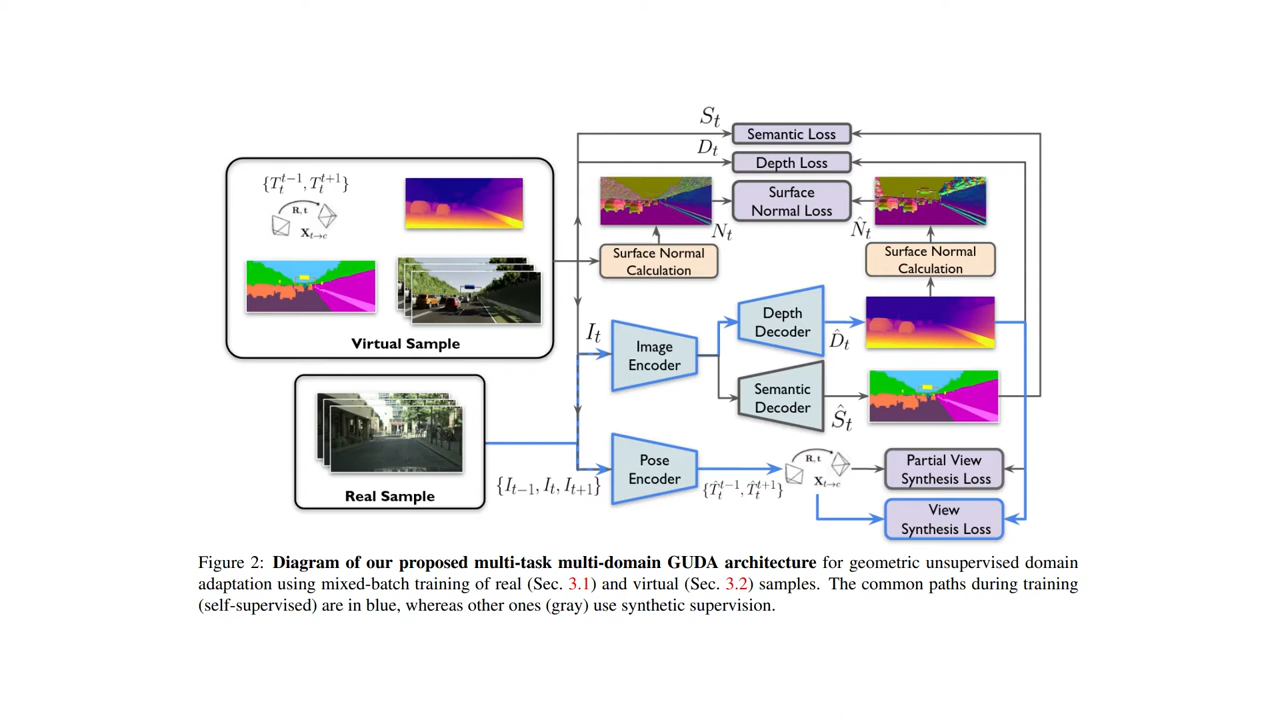 S_t
Semantic Loss
D_t
Depth Loss
{T_t^{t-1}, T_t^{t+1}}
R, t
X_{t→c}
Surface
Normal Loss
N_t
N̂_t
Surface Normal
Calculation
Surface Normal
Calculation
Virtual Sample
I_t
Image
Encoder
Depth
Decoder
D̂_t
Semantic
Decoder
Ŝ_t
Real Sample
{I_{t-1}, I_t, I_{t+1}}
Pose
Encoder
{T̂_t^{t-1}, T̂_t^{t+1}}
R, t
X_{t→c}
Partial View
Synthesis Loss
View
Synthesis Loss
Figure 2: Diagram of our proposed multi-task multi-domain GUDA architecture for geometric unsupervised domain
adaptation using mixed-batch training of real (Sec. 3.1) and virtual (Sec. 3.2) samples. The common paths during training
(self-supervised) are in blue, whereas other ones (gray) use synthetic supervision.